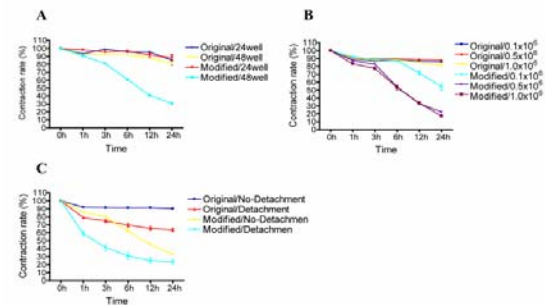 A
Contraction rate (%)
110
100
90
80
70
60
50
40
30
20
10
0
0h 1h 3h 6h 12h 24h
Time
Original/24well
Original/48well
Modified/24well
Modified/48well
B
Contraction rate (%)
110
100
90
80
70
60
50
40
30
20
10
0
0h 1h 3h 6h 12h 24h
Time
Original/0.1x10⁶
Original/0.5x10⁶
Original/1.0x10⁶
Modified/0.1x10⁶
Modified/0.5x10⁶
Modified/1.0x10⁶
C
Contraction rate (%)
110
100
90
80
70
60
50
40
30
20
10
0
0h 1h 3h 6h 12h 24h
Time
Original/No-Detachment
Original/Detachment
Modified/No-Detachmen
Modified/Detachmen